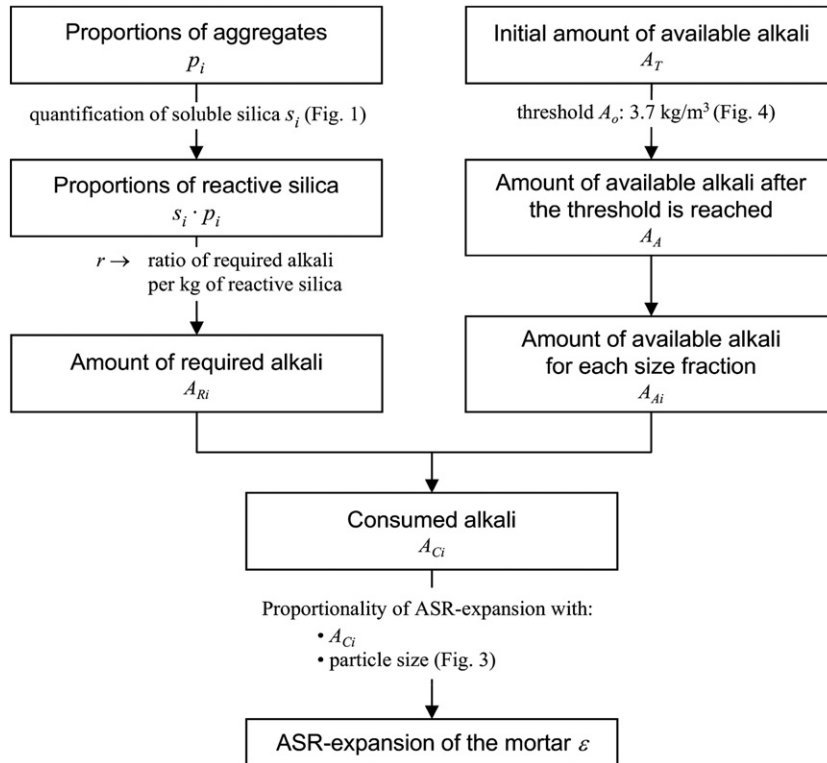 Proportions of aggregates
p_i
quantification of soluble silica s_i (Fig. 1)
Proportions of reactive silica
s_i · p_i
r → ratio of required alkali
per kg of reactive silica
Amount of required alkali
A_Ri
Initial amount of available alkali
A_T
threshold A_o: 3.7 kg/m³ (Fig. 4)
Amount of available alkali after
the threshold is reached
A_A
Amount of available alkali
for each size fraction
A_Ai
Consumed alkali
A_Ci
Proportionality of ASR-expansion with:
• A_Ci
• particle size (Fig. 3)
ASR-expansion of the mortar ε